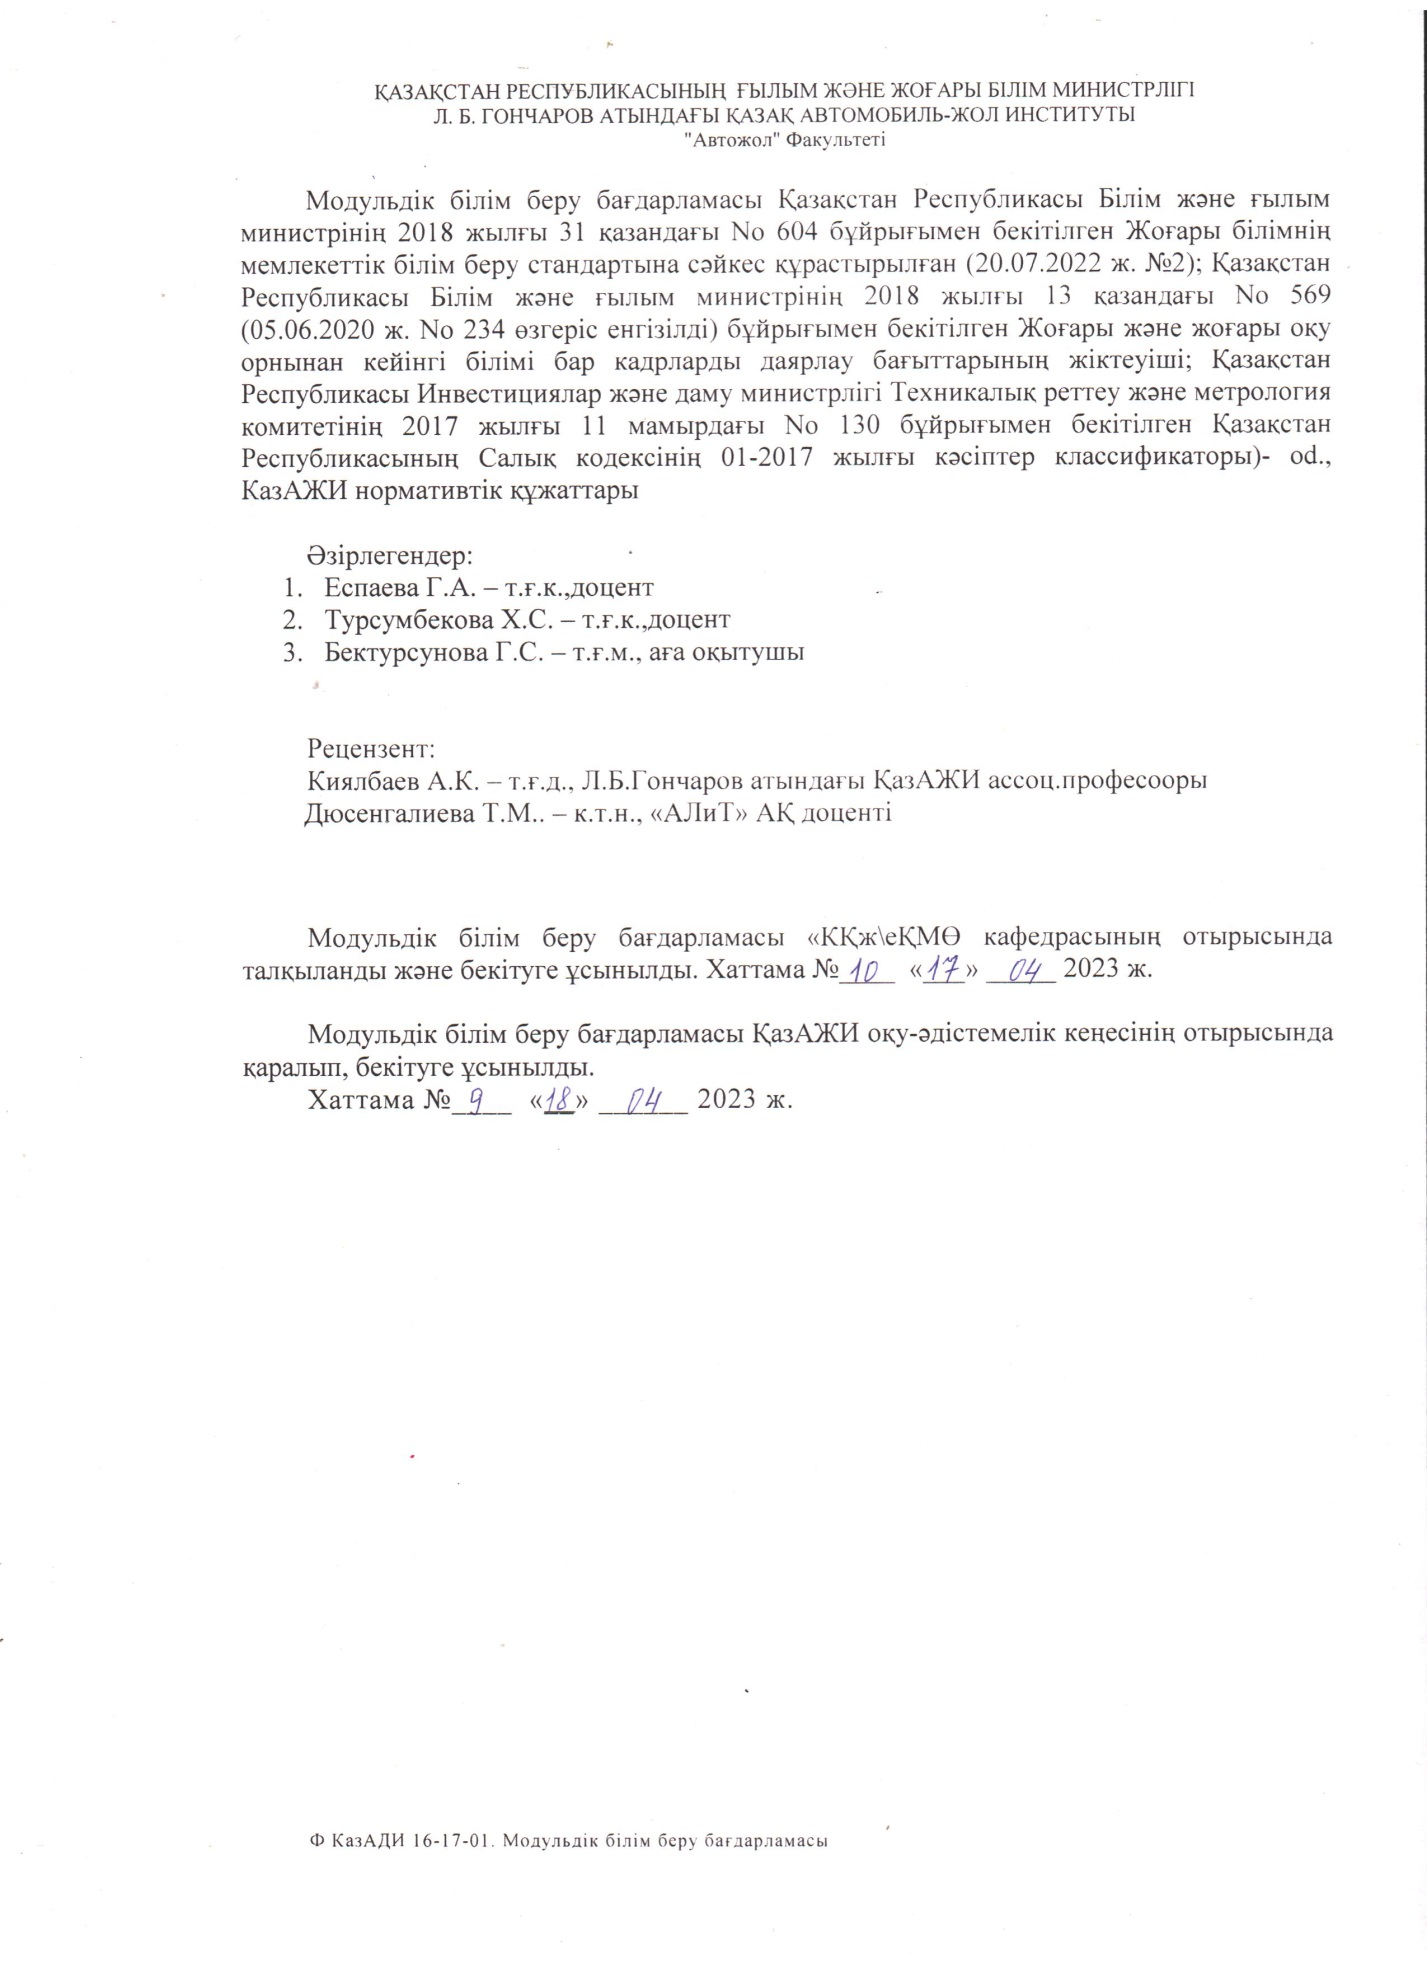 ҚАЗАҚСТАН РЕСПУБЛИКАСЫНЫҢ ҒЫЛЫМ ЖӘНЕ ЖОҒАРЫ БІЛІМ МИНИСТРЛІГІ
Л. Б. ГОНЧАРОВ АТЫНДАҒЫ ҚАЗАҚ АВТОМОБИЛЬ-ЖОЛ ИНСТИТУТЫ
"Автожол" Факультеті
Модульдік білім беру бағдарламасы Қазақстан Республикасы Білім және ғылым
министрінің 2018 жылғы 31 қазандағы No 604 бұйрығымен бекітілген Жоғары білімнің
мемлекеттік білім беру стандартына сәйкес құрастырылған (20.07.2022 ж. №2); Қазақстан
Республикасы Білім және ғылым министрінің 2018 жылғы 13 қазандағы No 569
(05.06.2020 ж. No 234 өзгеріс енгізілді) бұйрығымен бекітілген Жоғары және жоғары оқу
орнынан кейінгі білімі бар кадрларды даярлау бағыттарының жіктеуіші; Қазақстан
Республикасы Инвестициялар және даму министрлігі Техникалық реттеу және метрология
комитетінің 2017 жылғы 11 мамырдағы No 130 бұйрығымен бекітілген Қазақстан
Республикасының Салық кодексінің 01-2017 жылғы кәсіптер классификаторы)- od.,
КазАЖИ нормативтік құжаттары
Әзірлегендер:
1. Еспаева Г.А. – т.ғ.к.,доцент
2. Турсумбекова Х.С. – т.ғ.к.,доцент
3. Бектурсунова Г.С. – т.ғ.м., аға оқытушы
Рецензент:
Киялбаев А.К. – т.ғ.д., Л.Б.Гончаров атындағы ҚазАЖИ ассоц.професооры
Дюсенгалиева Т.М.. – к.т.н., «АЛиТ» АҚ доценті
Модульдік білім беру бағдарламасы «КҚж\еҚМӨ кафедрасының отырысында
талқыланды және бекітуге ұсынылды. Хаттама № 10 «17» 04 2023 ж.
Модульдік білім беру бағдарламасы ҚазАЖИ оқу-әдістемелік кеңесінің отырысында
қаралып, бекітуге ұсынылды.
Хаттама № 9 «18» 04 2023 ж.
Ф КазАДИ 16-17-01. Модульдік білім беру бағдарламасы